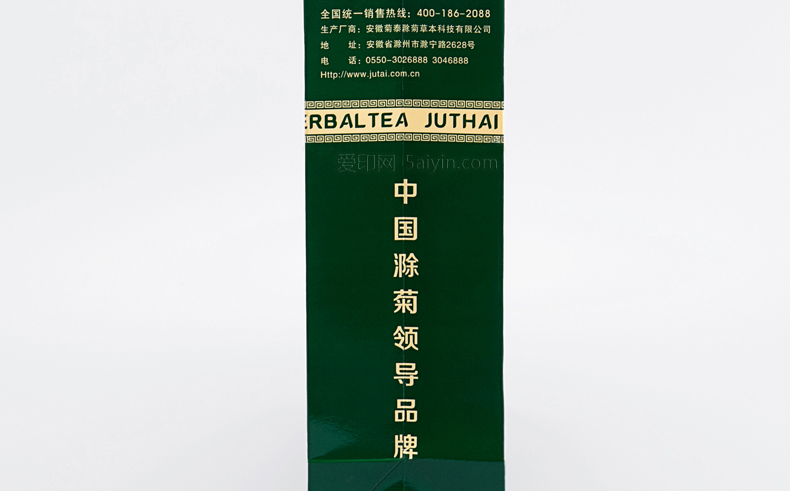 全国统一销售热线：400-186-2088
生产厂商：安徽菊泰滁菊草本科技有限公司
地 址：安徽省滁州市滁宁路2628号
电 话：0550-3026888 3046888
Http://www.jutai.com.cn
ERBALTEA JUTHAI
爱印网 5aiyin.com
中国滁菊领导品牌